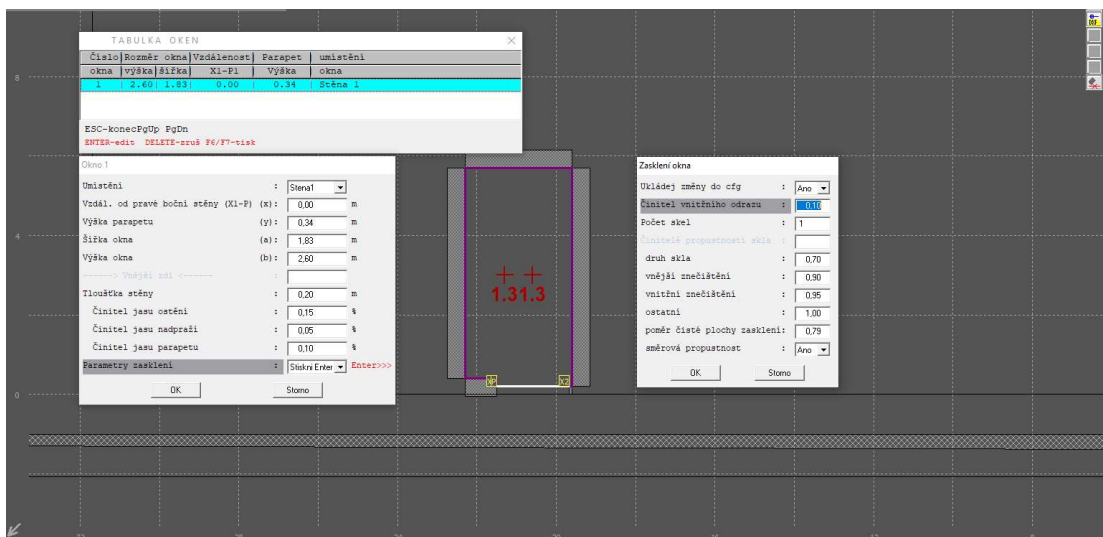 TABULKA OKEN
Číslo Rozměr okna Vzdálenost Parapet umístění
okna výška šířka X1-P1 Výška okna
1 2.60 1.83 0.00 0.34 Stěna 1
ESC-konecPgUp PgDn
ENTER-edit DELETE-zruš F6/F7-tisk
Okno 1
Umístění : Stena1
Vzdál. od pravé boční stěny (X1-P) (x): 0,00 m
Výška parapetu (y): 0,34 m
Šířka okna (a): 1,83 m
Výška okna (b): 2,60 m
------> Vnější zdi <------ :
Tloušťka stěny : 0,20 m
Činitel jasu ostění : 0,15 %
Činitel jasu nadpraží : 0,05 %
Činitel jasu parapetu : 0,10 %
Parametry zasklení : Stiskni Enter Enter>>>
OK Storno
Zasklení okna
Ukládej změny do cfg : Ano
Činitel vnitřního odrazu : 0.10
Počet skel : 1
Činitelé propustnosti skla :
druh skla : 0,70
vnější znečištění : 0,90
vnitřní znečištění : 0,95
ostatní : 1,00
poměr čisté plochy zasklení: 0,79
směrová propustnost : Ano
OK Storno
1.31.3
8
4
0